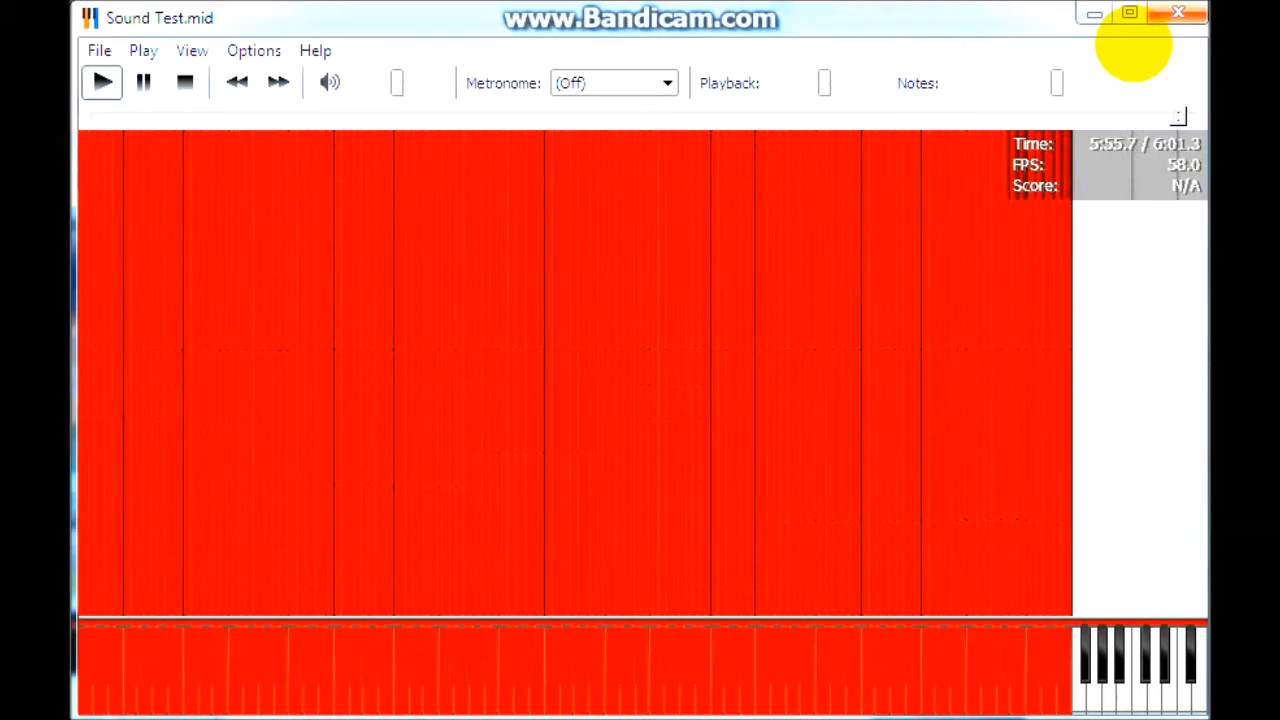 Sound Test.mid
www.Bandicam.com
File Play View Options Help
Metronome: (Off) Playback: Notes:
Time: 5:55.7 / 6:01.3
FPS: 58.0
Score: N/A